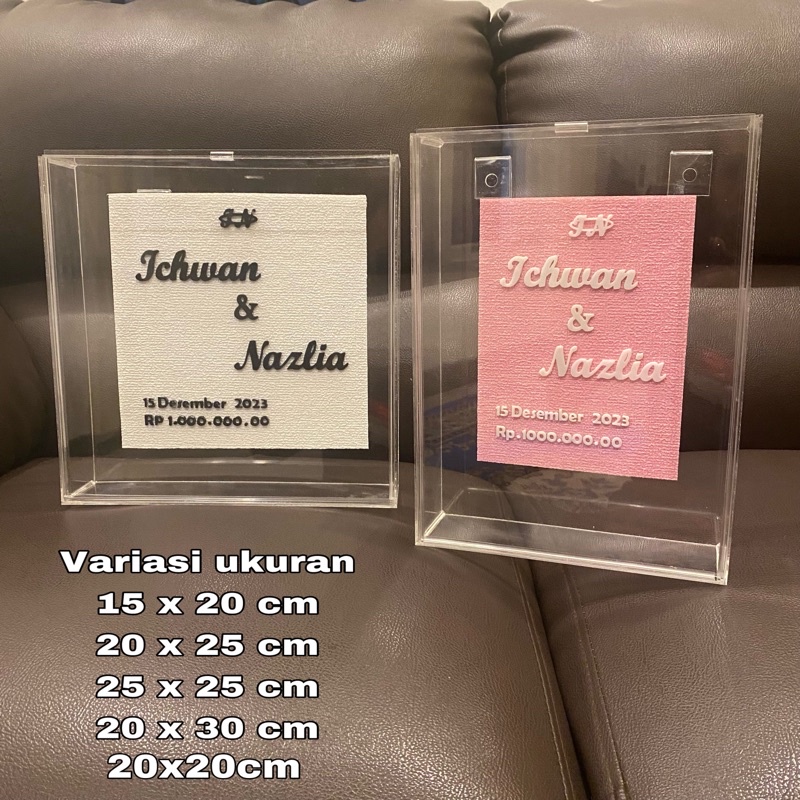 I·N
Ichwan
&
Nazlia
15 Desember 2023
RP 1.000.000.00
I·N
Ichwan
&
Nazlia
15 Desember 2023
Rp.1000.000.00
Variasi ukuran
15 x 20 cm
20 x 25 cm
25 x 25 cm
20 x 30 cm
20x20cm